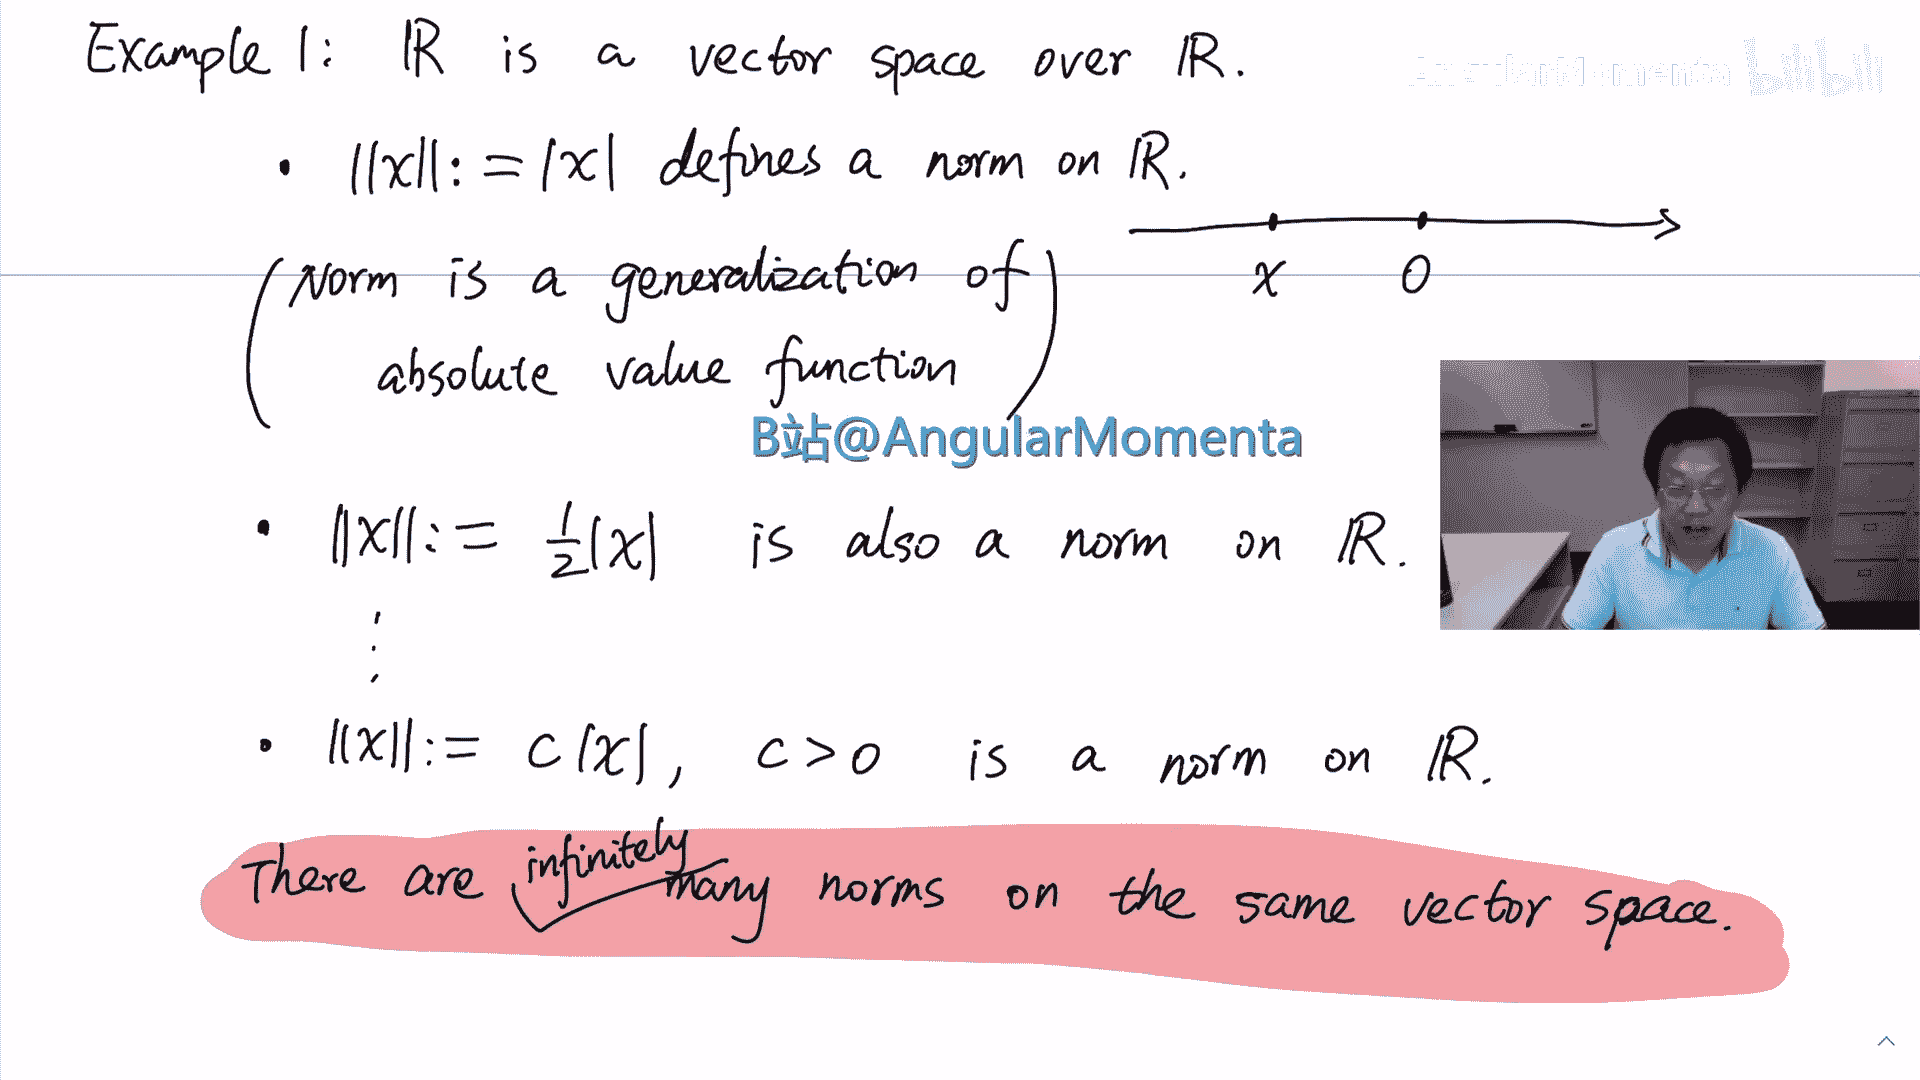 Example 1: ℝ is a vector space over ℝ.
AngularMomenta bilibili
• ||x|| := |x| defines a norm on ℝ.
x 0
(Norm is a generalization of
absolute value function)
B站@AngularMomenta
• ||x|| := 1/2 |x| is also a norm on ℝ.
⋮
• ||x|| := c|x|, c > 0 is a norm on ℝ.
There are infinitely many norms on the same vector space.